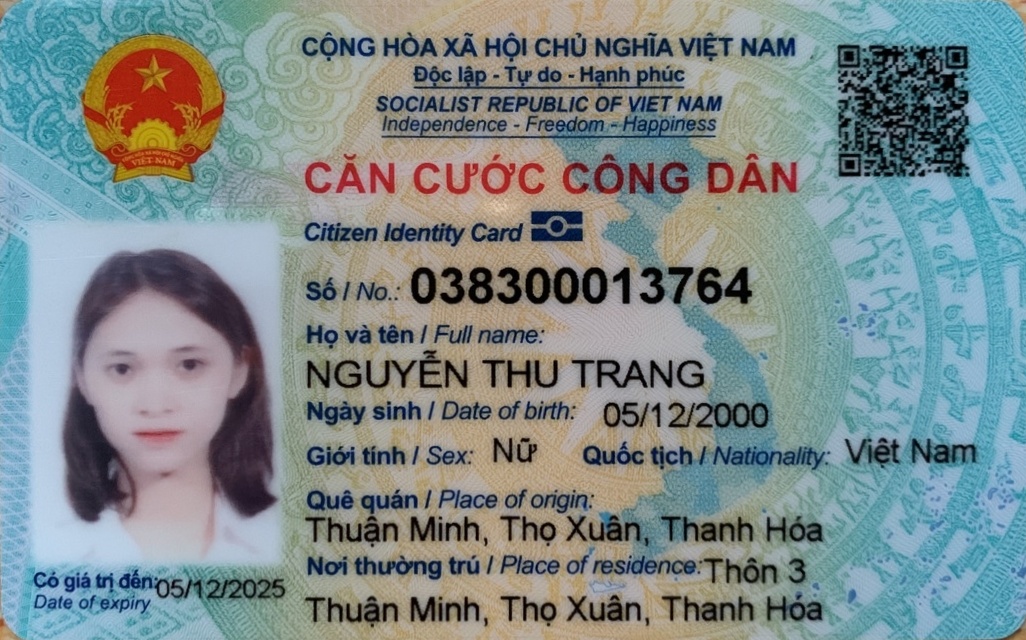 CỘNG HÒA XÃ HỘI CHỦ NGHĨA VIỆT NAM
Độc lập - Tự do - Hạnh phúc
SOCIALIST REPUBLIC OF VIET NAM
Independence - Freedom - Happiness
CĂN CƯỚC CÔNG DÂN
Citizen Identity Card
Số / No.: 038300013764
Họ và tên / Full name:
NGUYỄN THU TRANG
Ngày sinh / Date of birth: 05/12/2000
Giới tính / Sex: Nữ Quốc tịch / Nationality: Việt Nam
Quê quán / Place of origin:
Thuận Minh, Thọ Xuân, Thanh Hóa
Nơi thường trú / Place of residence: Thôn 3
Thuận Minh, Thọ Xuân, Thanh Hóa
Có giá trị đến: 05/12/2025
Date of expiry
VIỆT NAM